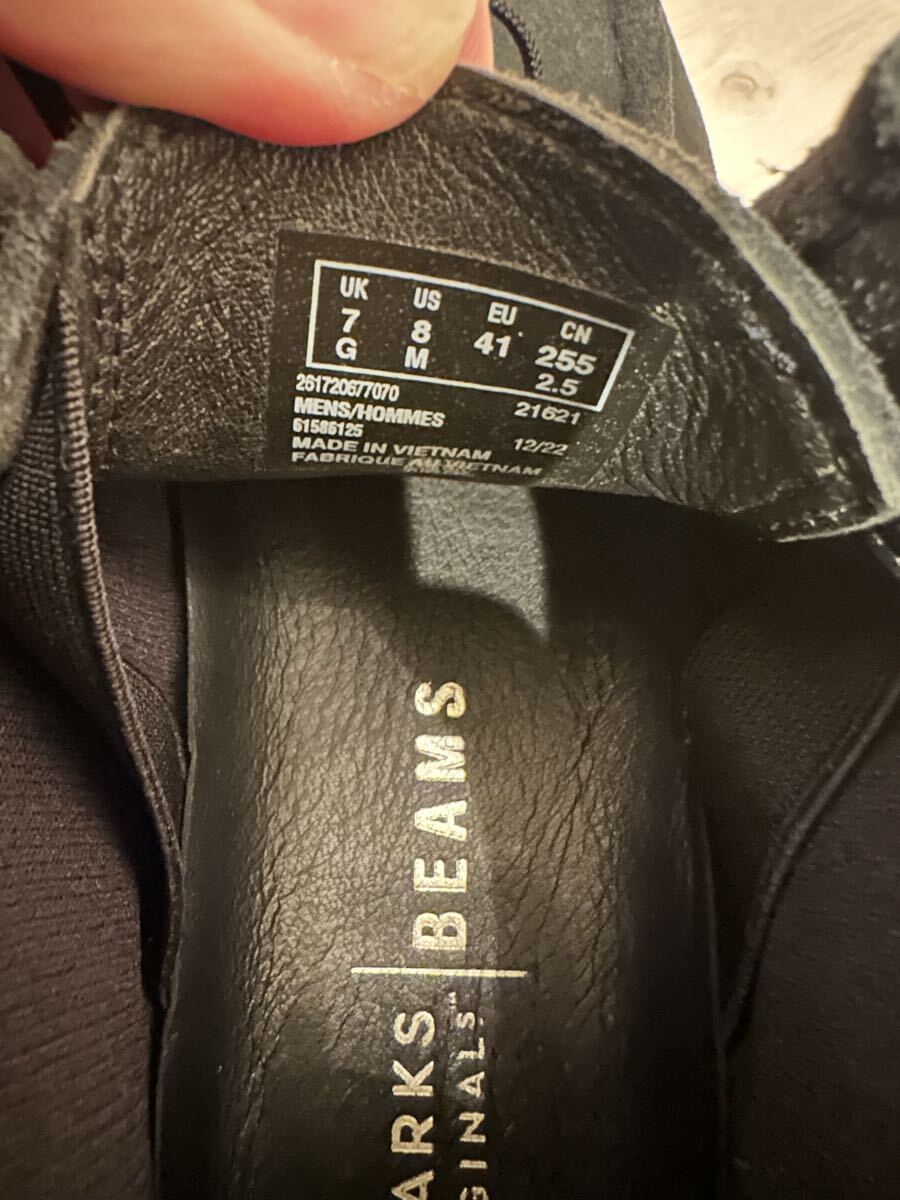 UK US EU CN
7 8 41 255
G M 2.5
261720677070 21621
MENS/HOMMES
61586126 12/22
MADE IN VIETNAM
FABRIQUE AU VIETNAM
BEAMS
ARKS
GINALS